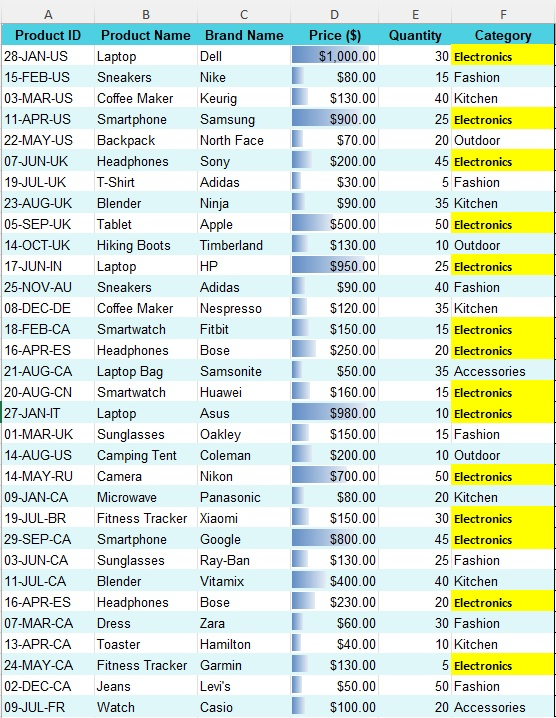 A B C D E F
Product ID Product Name Brand Name Price ($) Quantity Category
28-JAN-US Laptop Dell $1,000.00 30 Electronics
15-FEB-US Sneakers Nike $80.00 15 Fashion
03-MAR-US Coffee Maker Keurig $130.00 40 Kitchen
11-APR-US Smartphone Samsung $900.00 25 Electronics
22-MAY-US Backpack North Face $70.00 20 Outdoor
07-JUN-UK Headphones Sony $200.00 45 Electronics
19-JUL-UK T-Shirt Adidas $30.00 5 Fashion
23-AUG-UK Blender Ninja $90.00 35 Kitchen
05-SEP-UK Tablet Apple $500.00 50 Electronics
14-OCT-UK Hiking Boots Timberland $130.00 10 Outdoor
17-JUN-IN Laptop HP $950.00 25 Electronics
25-NOV-AU Sneakers Adidas $90.00 40 Fashion
08-DEC-DE Coffee Maker Nespresso $120.00 35 Kitchen
18-FEB-CA Smartwatch Fitbit $150.00 15 Electronics
16-APR-ES Headphones Bose $250.00 20 Electronics
21-AUG-CA Laptop Bag Samsonite $50.00 35 Accessories
20-AUG-CN Smartwatch Huawei $160.00 15 Electronics
27-JAN-IT Laptop Asus $980.00 10 Electronics
01-MAR-UK Sunglasses Oakley $150.00 15 Fashion
14-AUG-US Camping Tent Coleman $200.00 10 Outdoor
14-MAY-RU Camera Nikon $700.00 50 Electronics
09-JAN-CA Microwave Panasonic $80.00 20 Kitchen
19-JUL-BR Fitness Tracker Xiaomi $150.00 30 Electronics
29-SEP-CA Smartphone Google $800.00 45 Electronics
03-JUN-CA Sunglasses Ray-Ban $130.00 25 Fashion
11-JUL-CA Blender Vitamix $400.00 40 Kitchen
16-APR-ES Headphones Bose $230.00 20 Electronics
07-MAR-CA Dress Zara $60.00 30 Fashion
13-APR-CA Toaster Hamilton $40.00 10 Kitchen
24-MAY-CA Fitness Tracker Garmin $130.00 5 Electronics
02-DEC-CA Jeans Levi's $50.00 50 Fashion
09-JUL-FR Watch Casio $100.00 20 Accessories